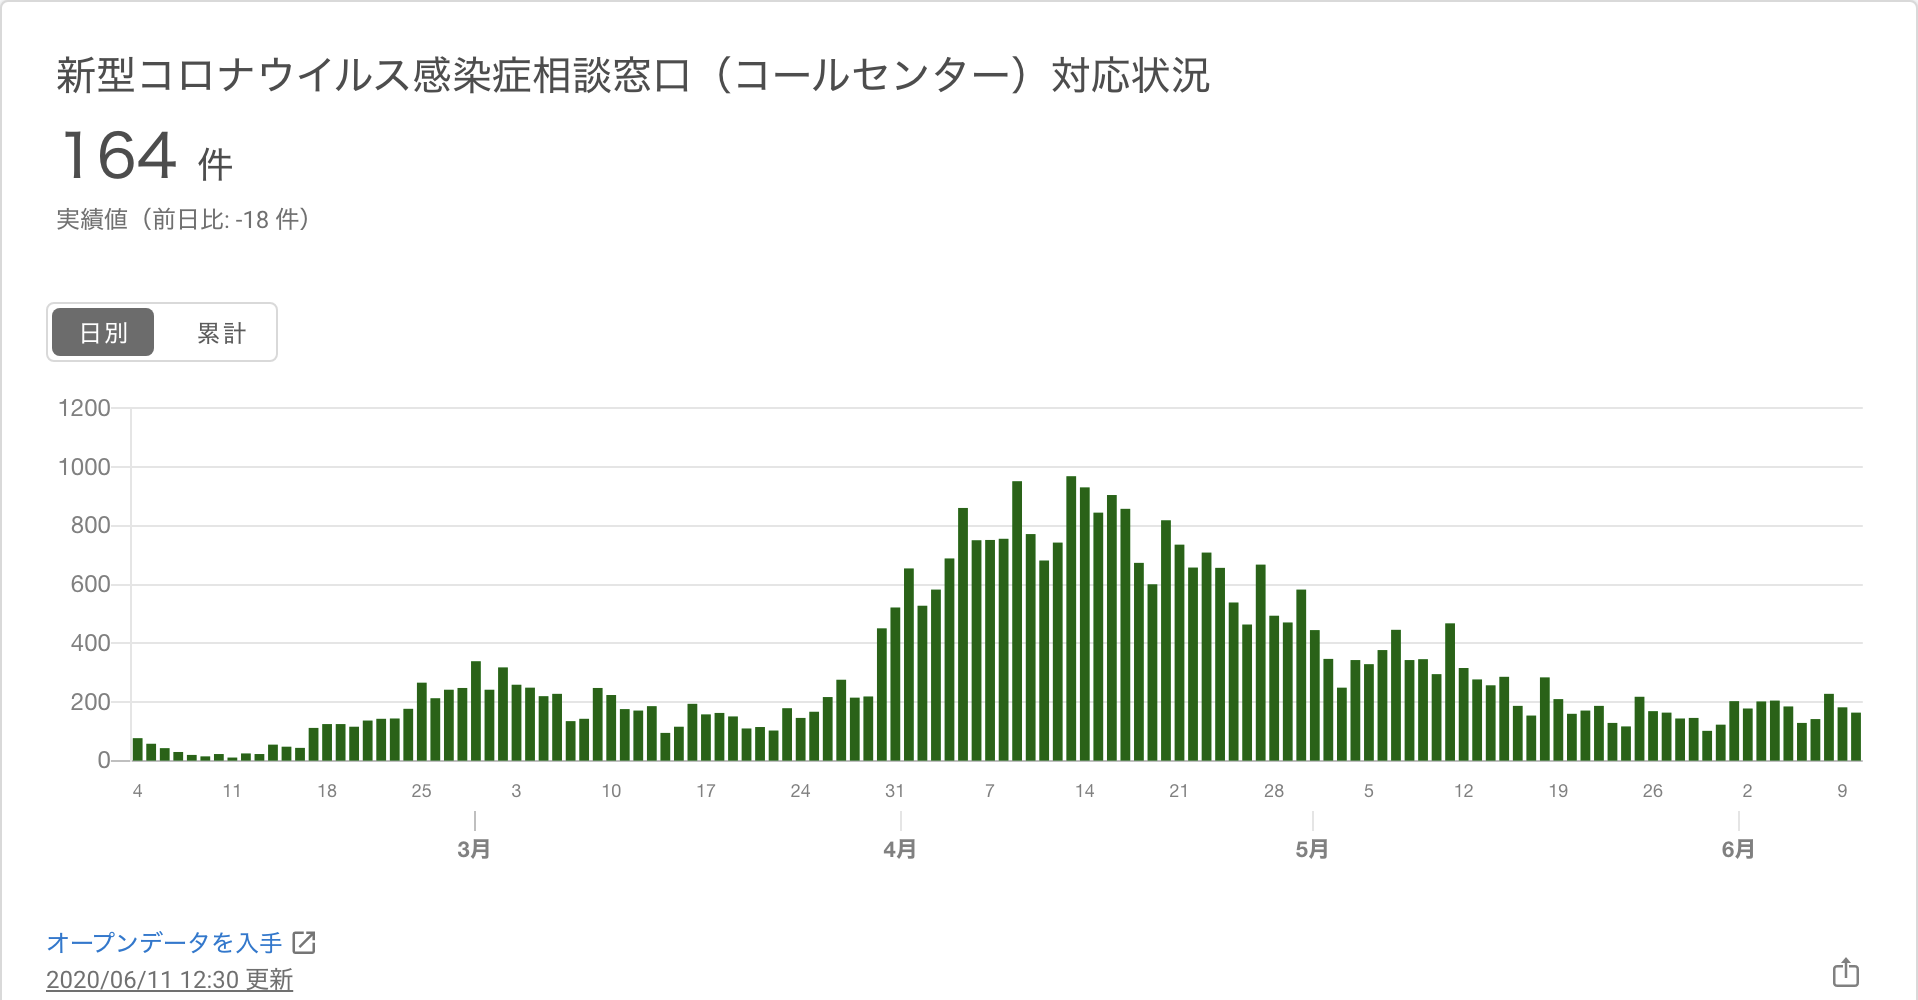 新型コロナウイルス感染症相談窓口（コールセンター）対応状況
164 件
実績値（前日比: -18 件）
日別 累計
1200
1000
800
600
400
200
0
4 11 18 25 3 10 17 24 31 7 14 21 28 5 12 19 26 2 9
3月 4月 5月 6月
オープンデータを入手
2020/06/11 12:30 更新